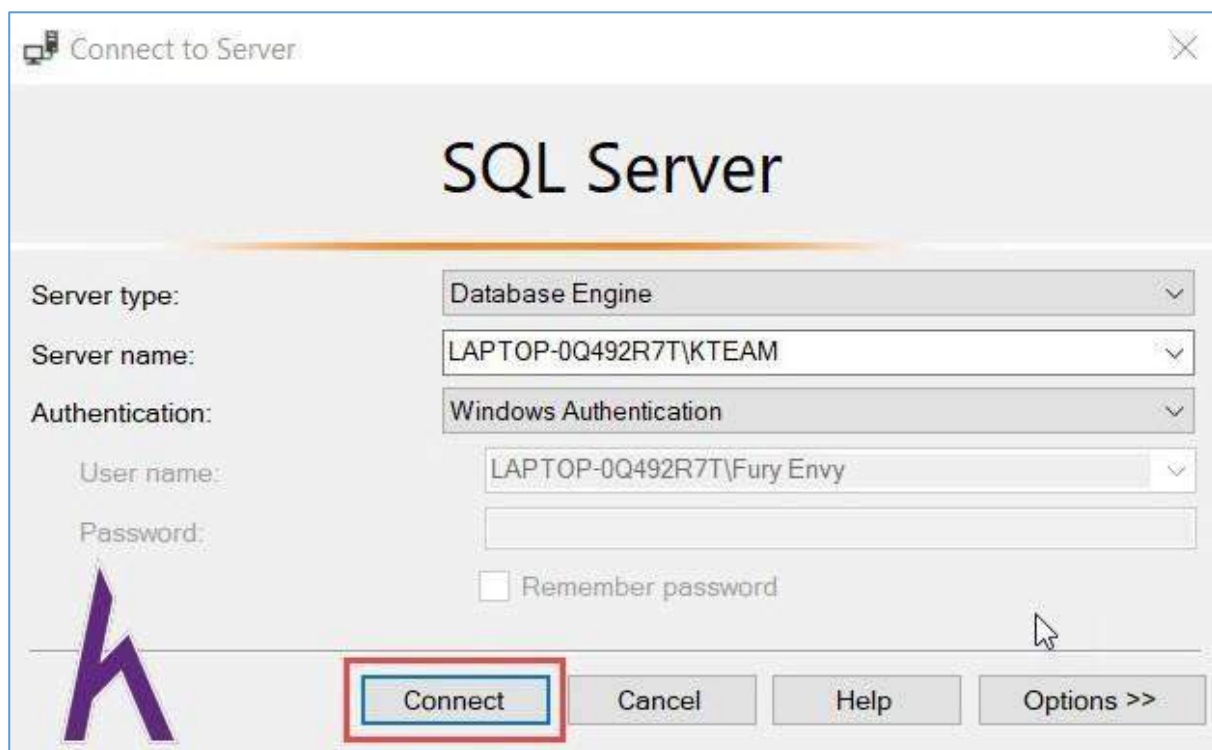 Connect to Server
SQL Server
Server type: Database Engine
Server name: LAPTOP-0Q492R7T\KTEAM
Authentication: Windows Authentication
User name: LAPTOP-0Q492R7T\Fury Envy
Password:
Remember password
Connect Cancel Help Options >>